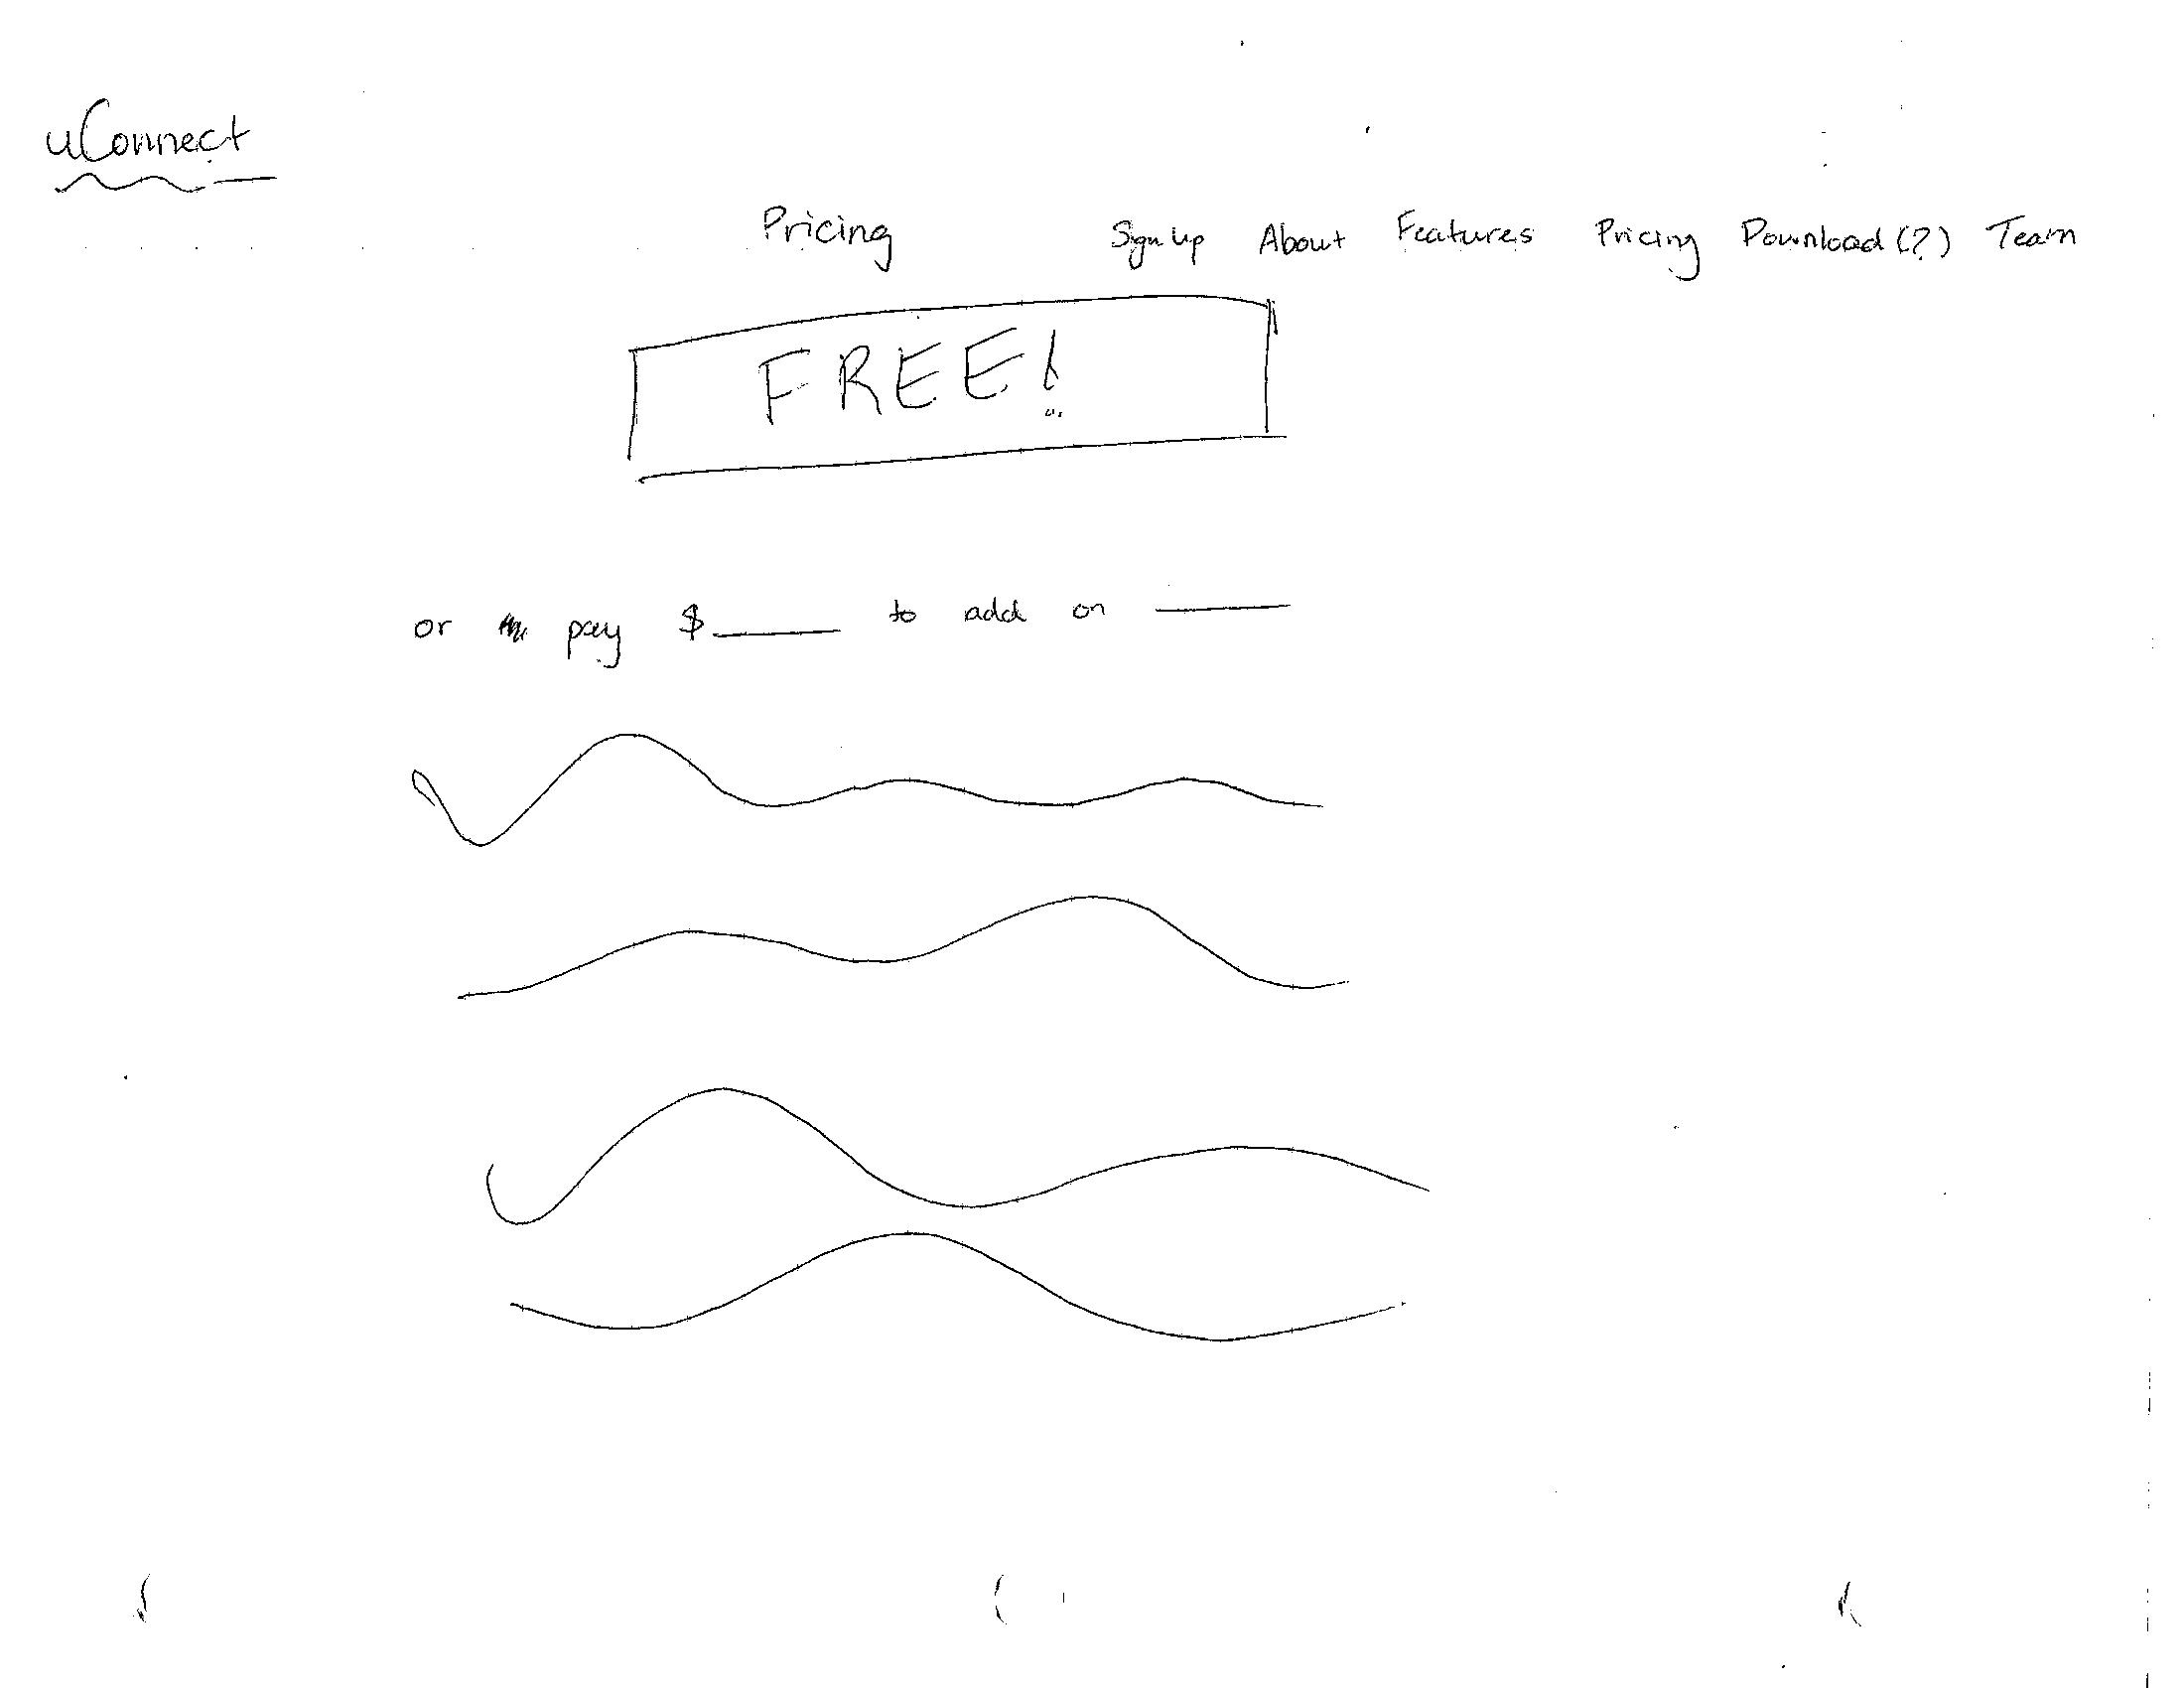 uConnect
Pricing
Sign up About Features Pricing Download (?) Team
FREE!
or pay $____ to add on ____